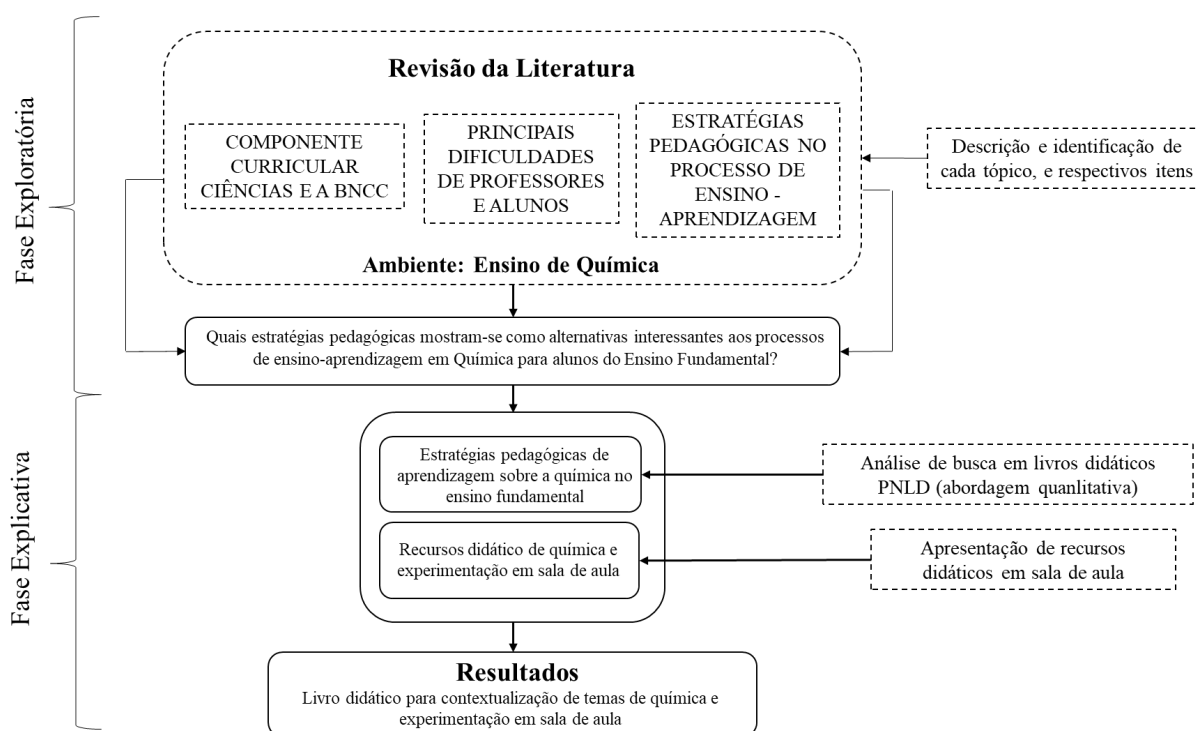 Fase Exploratória
Revisão da Literatura
COMPONENTE
CURRICULAR
CIÊNCIAS E A BNCC
PRINCIPAIS
DIFICULDADES
DE PROFESSORES
E ALUNOS
ESTRATÉGIAS
PEDAGÓGICAS NO
PROCESSO DE
ENSINO -
APRENDIZAGEM
Ambiente: Ensino de Química
Descrição e identificação de
cada tópico, e respectivos itens
Quais estratégias pedagógicas mostram-se como alternativas interessantes aos processos
de ensino-aprendizagem em Química para alunos do Ensino Fundamental?
Fase Explicativa
Estratégias pedagógicas de
aprendizagem sobre a química no
ensino fundamental
Análise de busca em livros didáticos
PNLD (abordagem quanlitativa)
Recursos didático de química e
experimentação em sala de aula
Apresentação de recursos
didáticos em sala de aula
Resultados
Livro didático para contextualização de temas de química e
experimentação em sala de aula